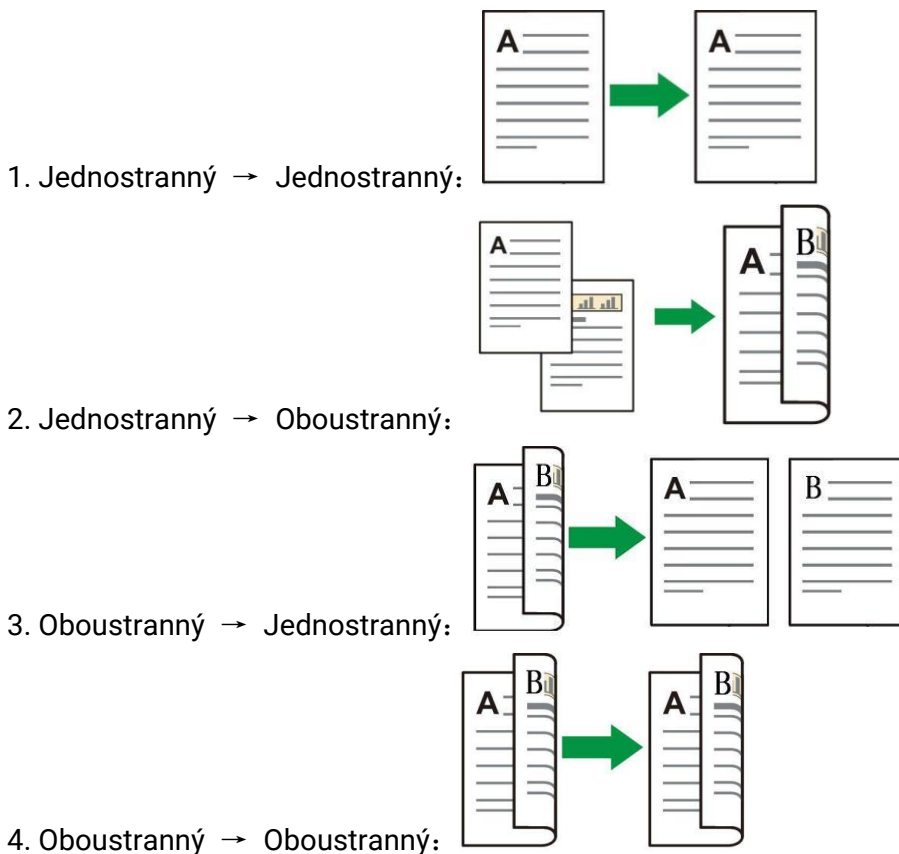 A A
1. Jednostranný → Jednostranný:
A A B
2. Jednostranný → Oboustranný:
A B A B
3. Oboustranný → Jednostranný:
A B A B
4. Oboustranný → Oboustranný: